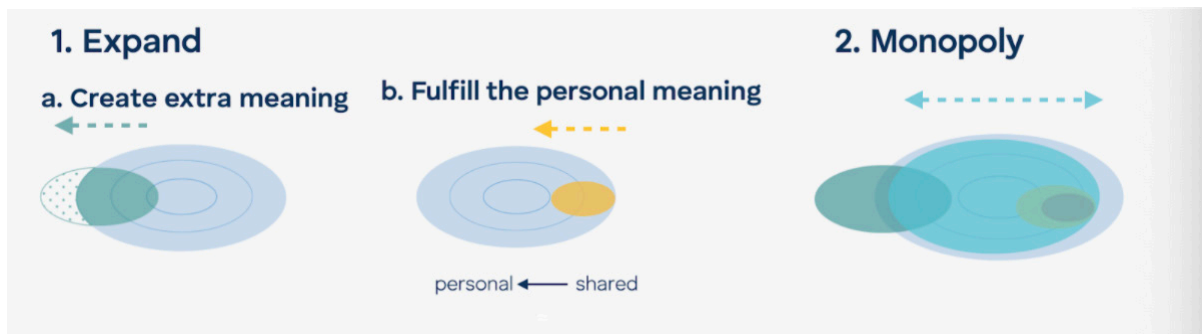 1. Expand
2. Monopoly
a. Create extra meaning
b. Fulfill the personal meaning
personal
shared